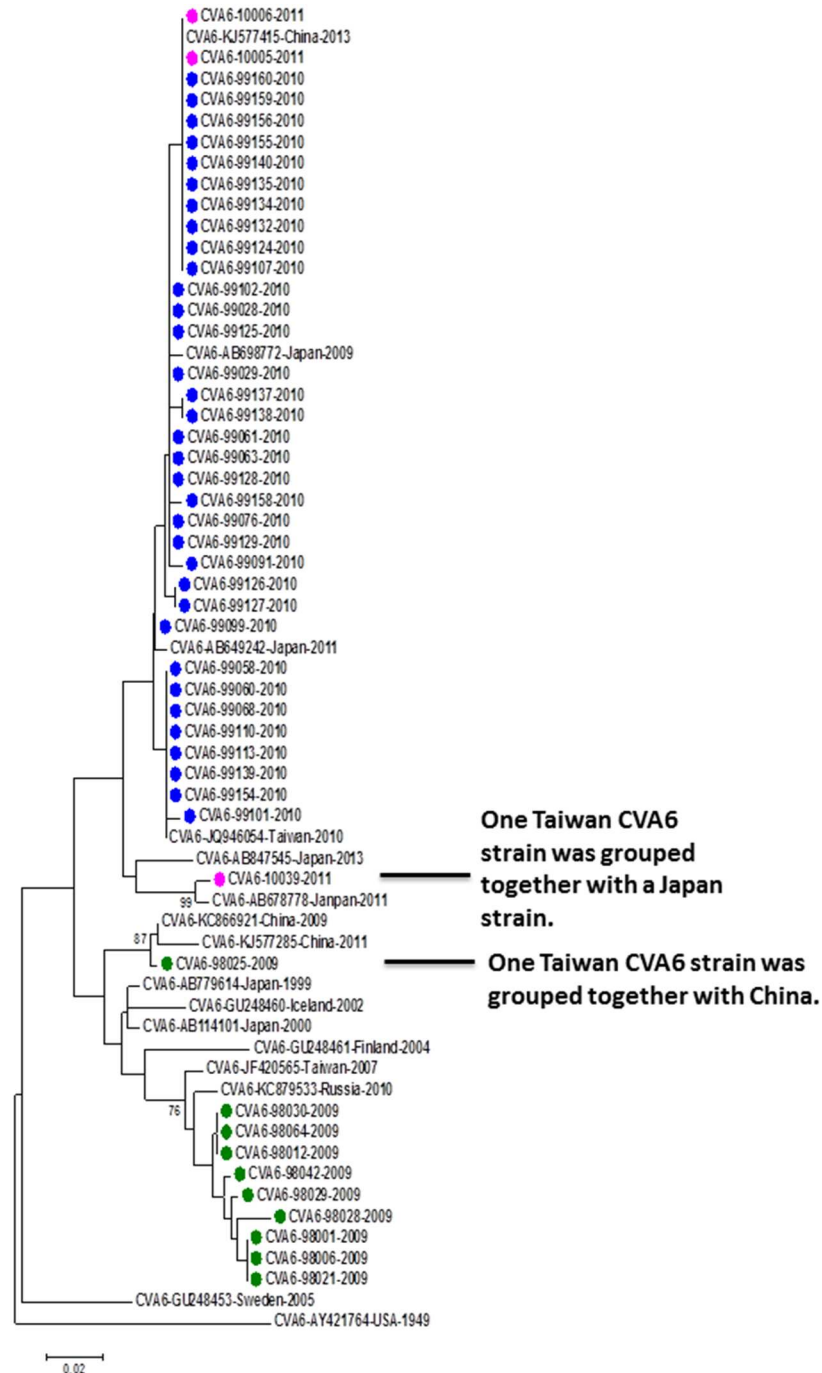 CVA6-10006-2011
CVA6-KJ577415-China-2013
CVA6-10005-2011
CVA6-99160-2010
CVA6-99159-2010
CVA6-99156-2010
CVA6-99155-2010
CVA6-99140-2010
CVA6-99135-2010
CVA6-99134-2010
CVA6-99132-2010
CVA6-99124-2010
CVA6-99107-2010
CVA6-99102-2010
CVA6-99028-2010
CVA6-99125-2010
CVA6-AB698772-Japan-2009
CVA6-99029-2010
CVA6-99137-2010
CVA6-99138-2010
CVA6-99061-2010
CVA6-99063-2010
CVA6-99128-2010
CVA6-99158-2010
CVA6-99076-2010
CVA6-99129-2010
CVA6-99091-2010
CVA6-99126-2010
CVA6-99127-2010
CVA6-99099-2010
CVA6-AB649242-Japan-2011
CVA6-99058-2010
CVA6-99060-2010
CVA6-99068-2010
CVA6-99110-2010
CVA6-99113-2010
CVA6-99139-2010
CVA6-99154-2010
CVA6-99101-2010
CVA6-JQ946054-Taiwan-2010
CVA6-AB847545-Japan-2013
CVA6-10039-2011
99
CVA6-AB678778-Janpan-2011
CVA6-KC866921-China-2009
87
CVA6-KJ577285-China-2011
CVA6-98025-2009
CVA6-AB779614-Japan-1999
CVA6-GU248460-Iceland-2002
CVA6-AB114101-Japan-2000
CVA6-GU248461-Finland-2004
CVA6-JF420565-Taiwan-2007
CVA6-KC879533-Russia-2010
76
CVA6-98030-2009
CVA6-98064-2009
CVA6-98012-2009
CVA6-98042-2009
CVA6-98029-2009
CVA6-98028-2009
CVA6-98001-2009
CVA6-98006-2009
CVA6-98021-2009
CVA6-GU248453-Sweden-2005
CVA6-AY421764-USA-1949
0.02
One Taiwan CVA6
strain was grouped
together with a Japan
strain.
One Taiwan CVA6 strain was
grouped together with China.